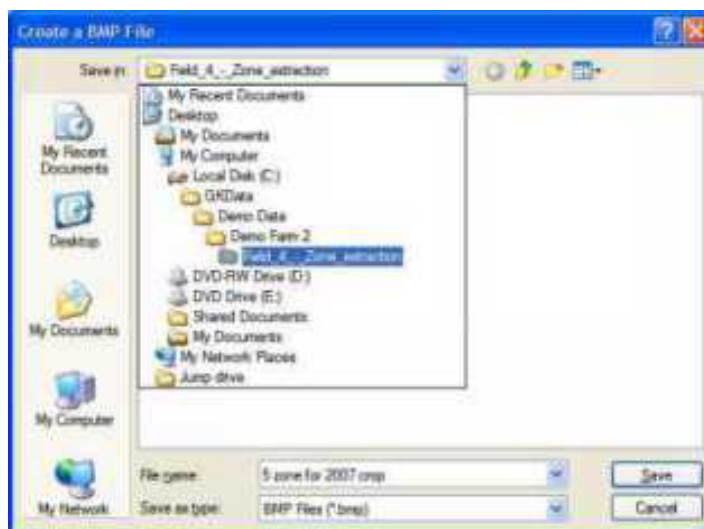 Create a BMP File
Save in: Field_4_-_Zone_extraction
My Recent Documents
Desktop
My Documents
My Computer
Local Disk (C:)
GKData
Demo Data
Demo Farm 2
Field_4_-_Zone_extraction
DVD-RW Drive (D:)
DVD Drive (E:)
Shared Documents
My Documents
My Network Places
Jump drive
My Recent
Documents
Desktop
My Documents
My Computer
My Network
File name: 5 zone for 2007 crop
Save as type: BMP Files (*.bmp)
Save
Cancel